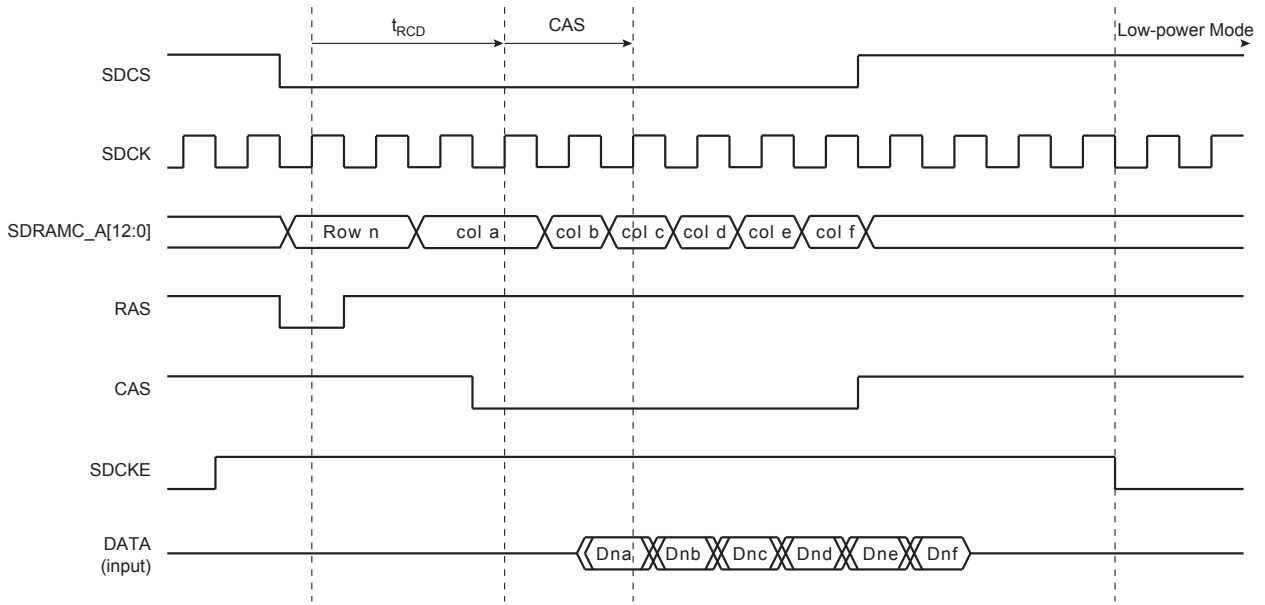 t_RCD
CAS
Low-power Mode
SDCS
SDCK
SDRAMC_A[12:0]
Row n
col a
col b
col c
col d
col e
col f
RAS
CAS
SDCKE
DATA
(input)
Dna
Dnb
Dnc
Dnd
Dne
Dnf